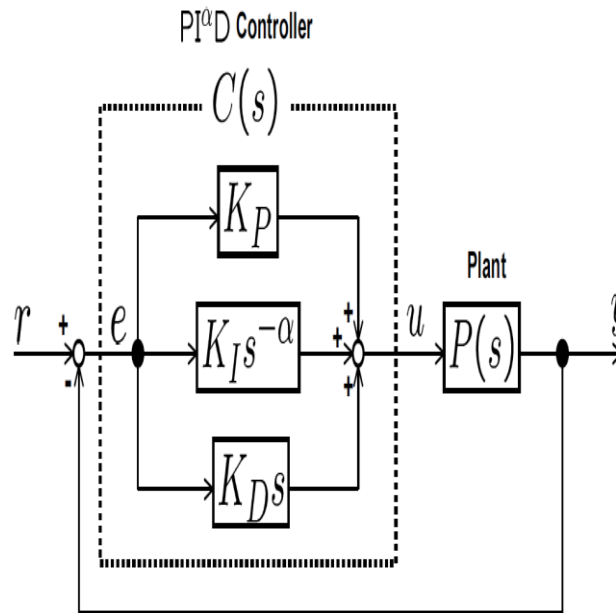 PI^αD Controller
C(s)
K_P
Plant
r
+
e
+
u
K_I s^{-α}
+
P(s)
-
+
K_D s